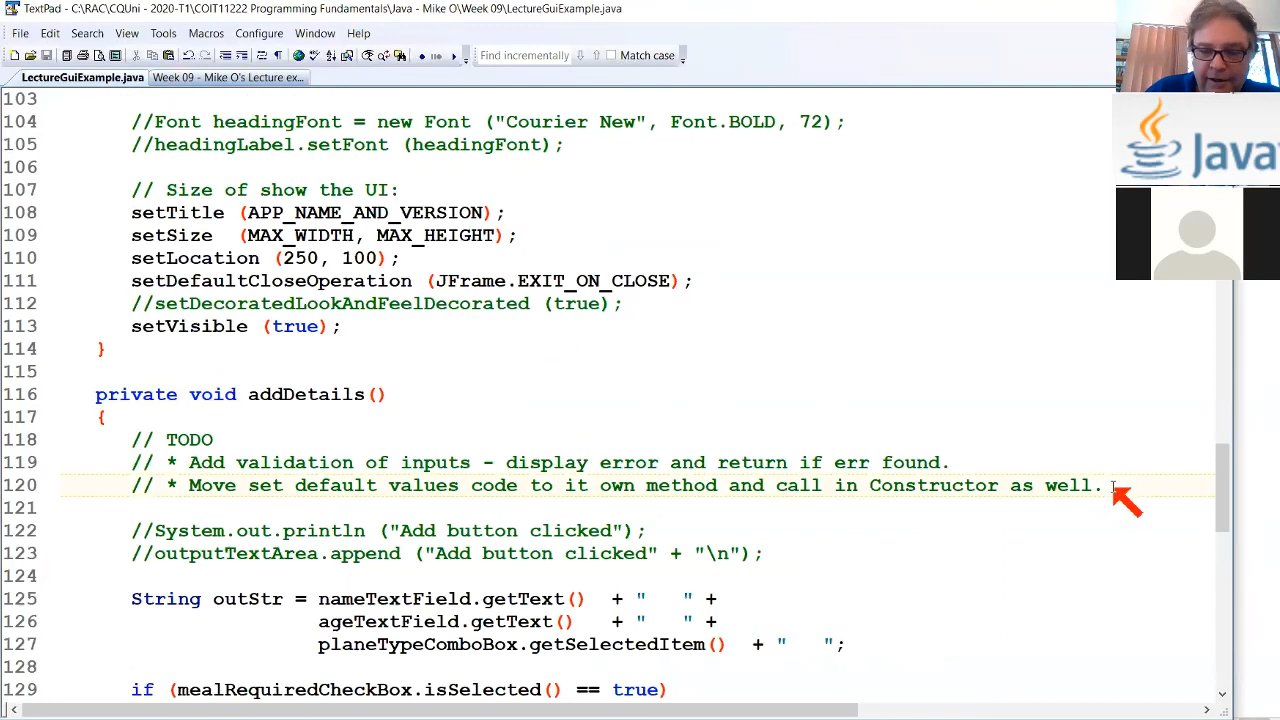 TextPad - C:\RAC\CQUni - 2020-T1\COIT11222 Programming Fundamentals\Java - Mike O\Week 09\LectureGuiExample.java
File Edit Search View Tools Macros Configure Window Help
Find incrementally Match case
LectureGuiExample.java Week 09 - Mike O's Lecture ex...
103
104 //Font headingFont = new Font ("Courier New", Font.BOLD, 72);
105 //headingLabel.setFont (headingFont);
106
107 // Size of show the UI:
108 setTitle (APP_NAME_AND_VERSION);
109 setSize (MAX_WIDTH, MAX_HEIGHT);
110 setLocation (250, 100);
111 setDefaultCloseOperation (JFrame.EXIT_ON_CLOSE);
112 //setDecoratedLookAndFeelDecorated (true);
113 setVisible (true);
114 }
115
116 private void addDetails()
117 {
118 // TODO
119 // * Add validation of inputs - display error and return if err found.
120 // * Move set default values code to it own method and call in Constructor as well.
121
122 //System.out.println ("Add button clicked");
123 //outputTextArea.append ("Add button clicked" + "\n");
124
125 String outStr = nameTextField.getText() + " " +
126 ageTextField.getText() + " " +
127 planeTypeComboBox.getSelectedItem() + " ";
128
129 if (mealRequiredCheckBox.isSelected() == true)
Java